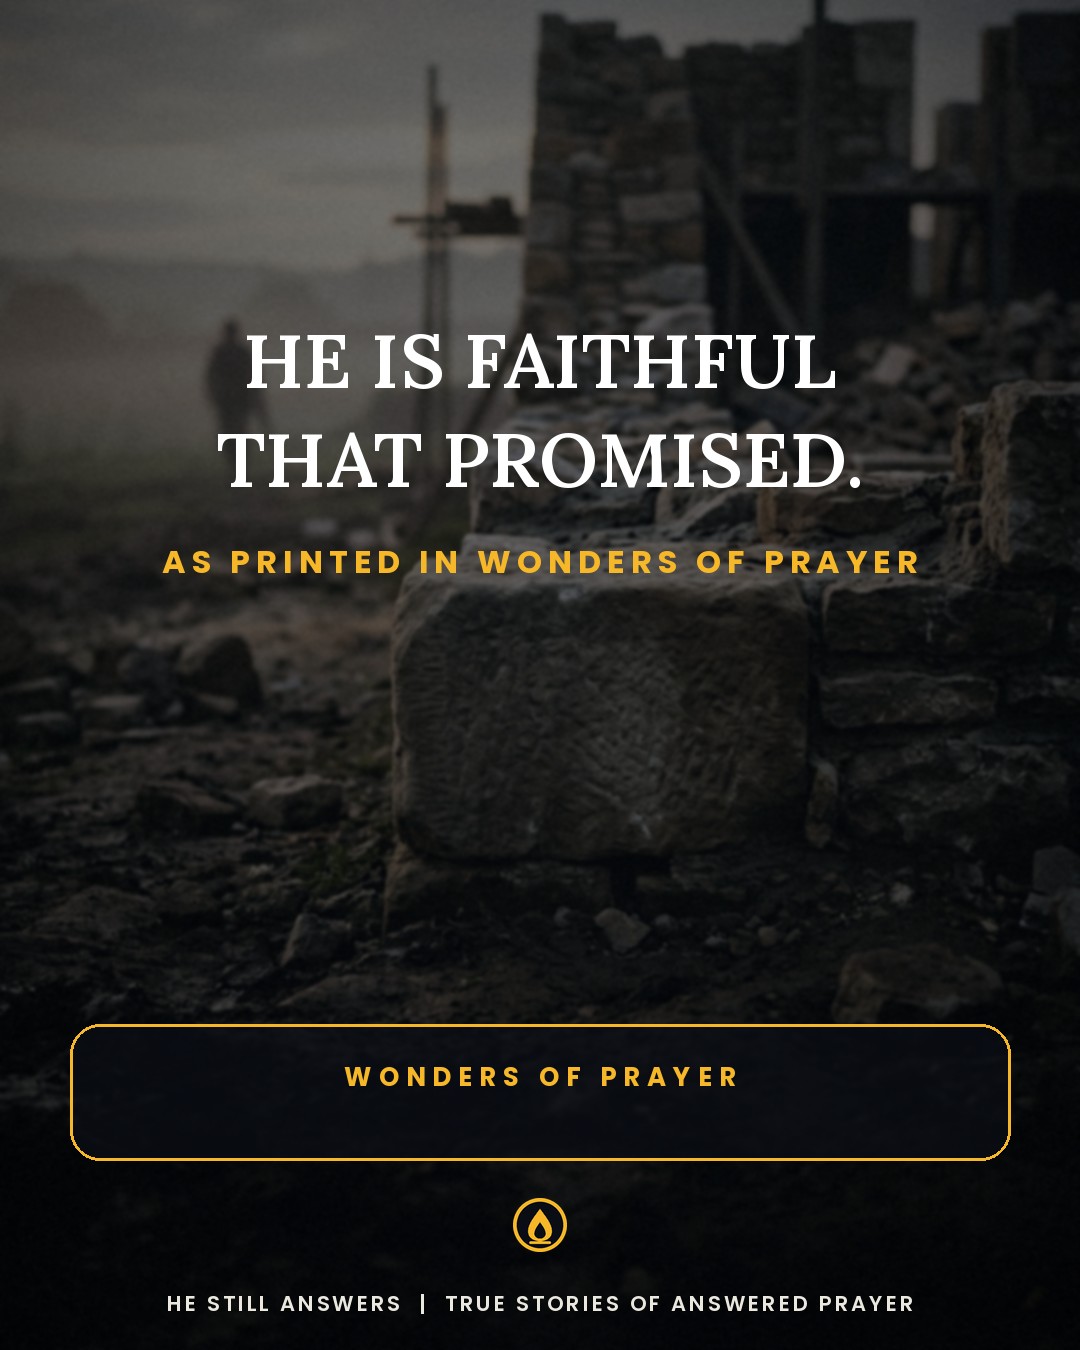 HE IS FAITHFUL
THAT PROMISED.
AS PRINTED IN WONDERS OF PRAYER
WONDERS OF PRAYER
HE STILL ANSWERS | TRUE STORIES OF ANSWERED PRAYER